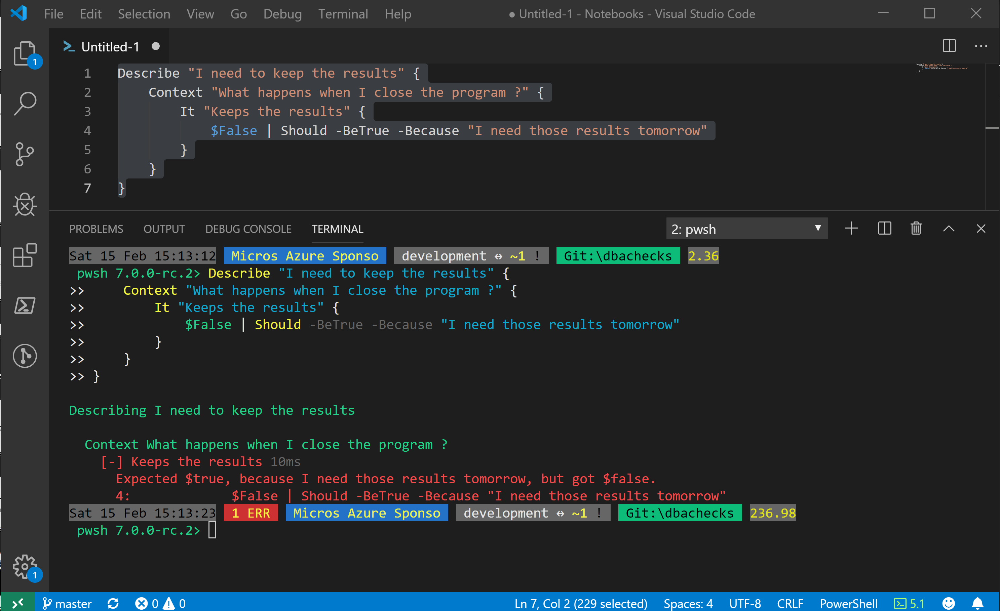 File Edit Selection View Go Debug Terminal Help ● Untitled-1 - Notebooks - Visual Studio Code
Untitled-1 ●
1
1 Describe "I need to keep the results" {
2     Context "What happens when I close the program ?" {
3         It "Keeps the results" {
4             $False | Should -BeTrue -Because "I need those results tomorrow"
5         }
6     }
7 }
PROBLEMS OUTPUT DEBUG CONSOLE TERMINAL 2: pwsh
Sat 15 Feb 15:13:12 Micros Azure Sponso development ↔ ~1 ! Git:\dbachecks 2.36
pwsh 7.0.0-rc.2> Describe "I need to keep the results" {
>>     Context "What happens when I close the program ?" {
>>         It "Keeps the results" {
>>             $False | Should -BeTrue -Because "I need those results tomorrow"
>>         }
>>     }
>> }
Describing I need to keep the results
Context What happens when I close the program ?
[-] Keeps the results 10ms
Expected $true, because I need those results tomorrow, but got $false.
4:             $False | Should -BeTrue -Because "I need those results tomorrow"
Sat 15 Feb 15:13:23 1 ERR Micros Azure Sponso development ↔ ~1 ! Git:\dbachecks 236.98
pwsh 7.0.0-rc.2>
1
master 0 0 Ln 7, Col 2 (229 selected) Spaces: 4 UTF-8 CRLF PowerShell 5.1